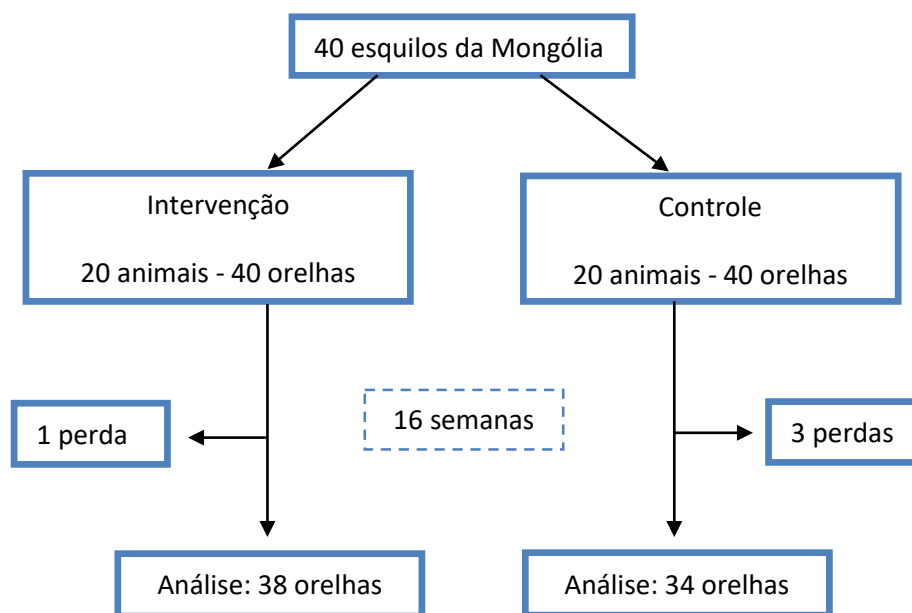 40 esquilos da Mongólia
Intervenção
20 animais - 40 orelhas
Controle
20 animais - 40 orelhas
1 perda
16 semanas
3 perdas
Análise: 38 orelhas
Análise: 34 orelhas